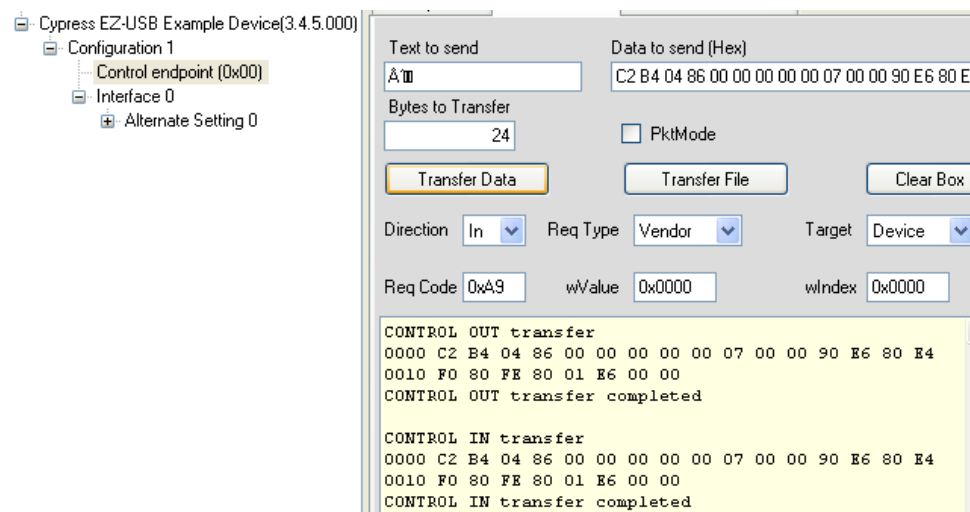 Cypress EZ-USB Example Device(3.4.5.000)
Configuration 1
Control endpoint (0x00)
Interface 0
Alternate Setting 0
Text to send
Data to send (Hex)
C2 B4 04 86 00 00 00 00 00 07 00 00 90 E6 80 E
Bytes to Transfer
24
PktMode
Transfer Data
Transfer File
Clear Box
Direction In Req Type Vendor Target Device
Req Code 0xA9 wValue 0x0000 wIndex 0x0000
CONTROL OUT transfer
0000 C2 B4 04 86 00 00 00 00 00 07 00 00 90 E6 80 E4
0010 F0 80 FE 80 01 E6 00 00
CONTROL OUT transfer completed
CONTROL IN transfer
0000 C2 B4 04 86 00 00 00 00 00 07 00 00 90 E6 80 E4
0010 F0 80 FE 80 01 E6 00 00
CONTROL IN transfer completed